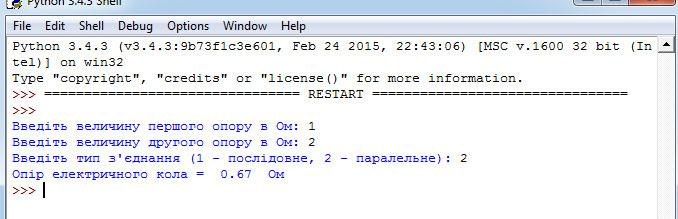 Python 3.4.3 Shell
File Edit Shell Debug Options Window Help
Python 3.4.3 (v3.4.3:9b73f1c3e601, Feb 24 2015, 22:43:06) [MSC v.1600 32 bit (In
tel)] on win32
Type "copyright", "credits" or "license()" for more information.
>>> ================================ RESTART ================================
>>>
Введіть величину першого опору в Ом: 1
Введіть величину другого опору в Ом: 2
Введіть тип з'єднання (1 - послідовне, 2 - паралельне): 2
Опір електричного кола =  0.67  Ом
>>>